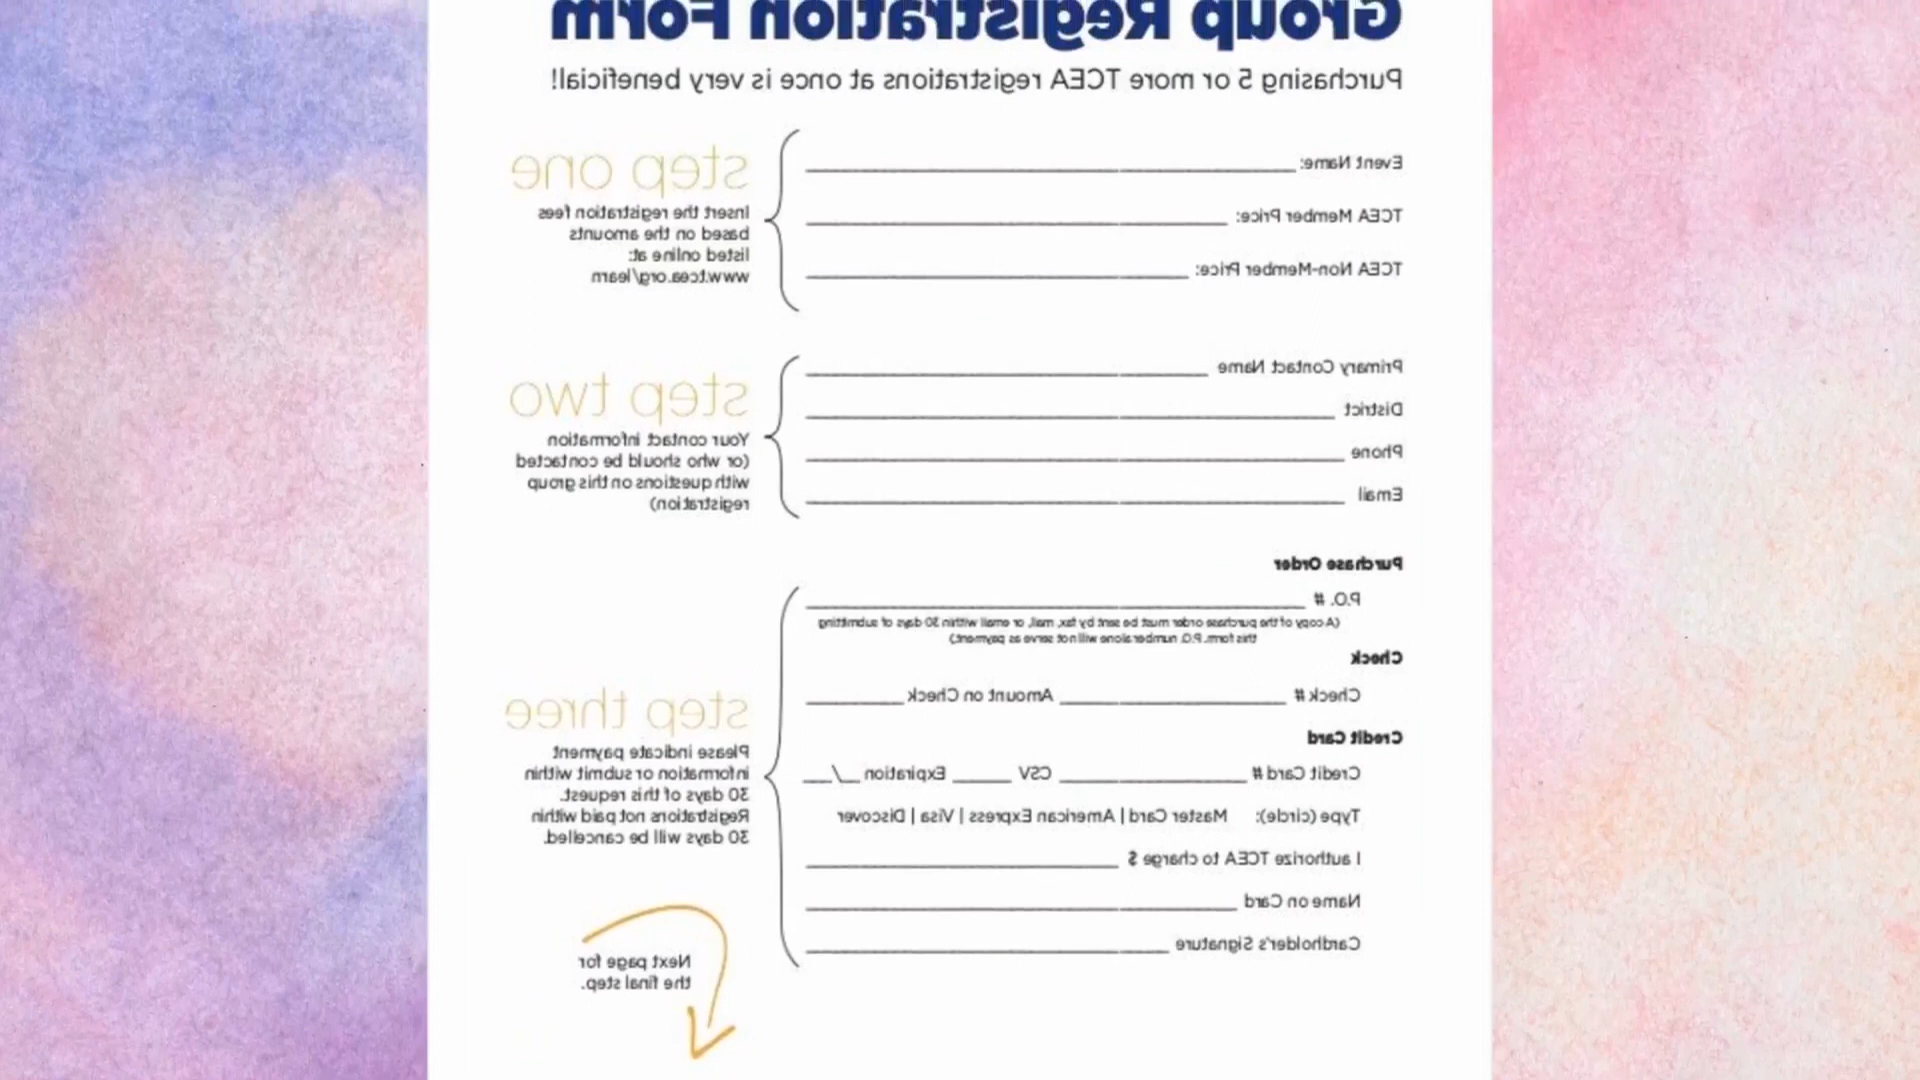 Group Registration Form
Purchasing 5 or more TCEA registrations at once is very beneficial!
Event Name:
TCEA Member Price:
TCEA Non-Member Price:
step one
Insert the registration fees
based on the amounts
listed online at:
www.tcea.org/learn
Primary Contact Name
District
Phone
Email
step two
Your contact information
(or who should be contacted
with questions on this group
registration)
Purchase Order
P.O. #
(A copy of the purchase order must be sent by fax, mail, or email within 30 days of submitting
this form. P.O. number alone will not serve as payment.)
Check
Check # Amount on Check
Credit Card
Credit Card # CSV Expiration __/__
Type (circle): Master Card | American Express | Visa | Discover
I authorize TCEA to charge $
Name on Card
Cardholder's Signature
step three
Please indicate payment
information or submit within
30 days of this request.
Registrations not paid within
30 days will be cancelled.
Next page for
the final step.